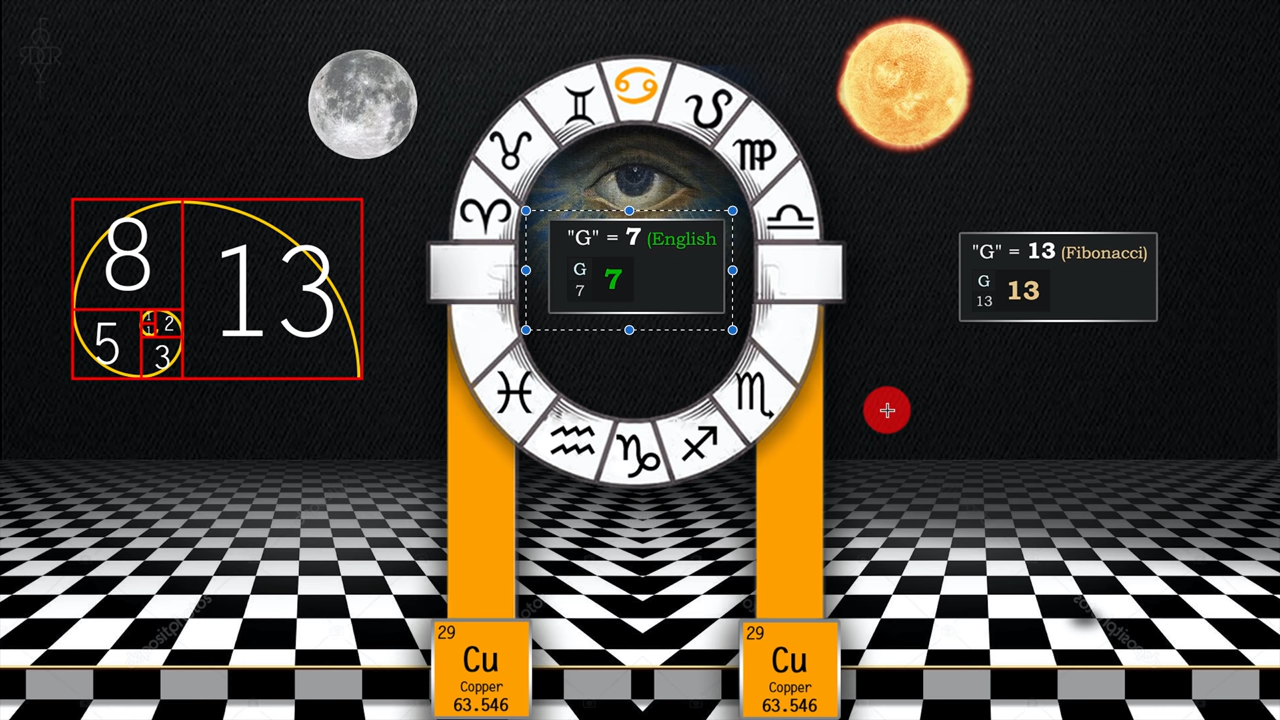 8
13
5
1
1
2
3
"G" = 7 (English
G
7
7
"G" = 13 (Fibonacci)
G
13
13
29
Cu
Copper
63.546
29
Cu
Copper
63.546